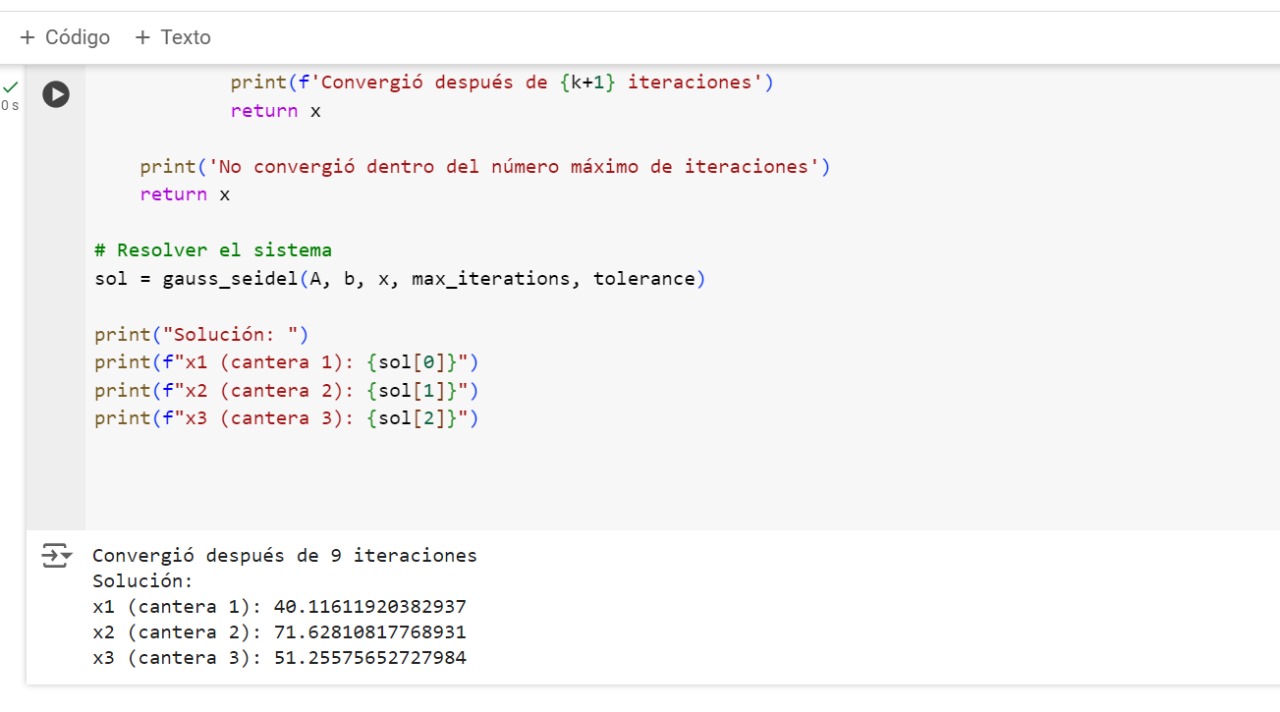 + Código + Texto
0 s
print(f'Convergió después de {k+1} iteraciones')
return x
print('No convergió dentro del número máximo de iteraciones')
return x
# Resolver el sistema
sol = gauss_seidel(A, b, x, max_iterations, tolerance)
print("Solución: ")
print(f"x1 (cantera 1): {sol[0]}")
print(f"x2 (cantera 2): {sol[1]}")
print(f"x3 (cantera 3): {sol[2]}")
Convergió después de 9 iteraciones
Solución:
x1 (cantera 1): 40.11611920382937
x2 (cantera 2): 71.62810817768931
x3 (cantera 3): 51.25575652727984